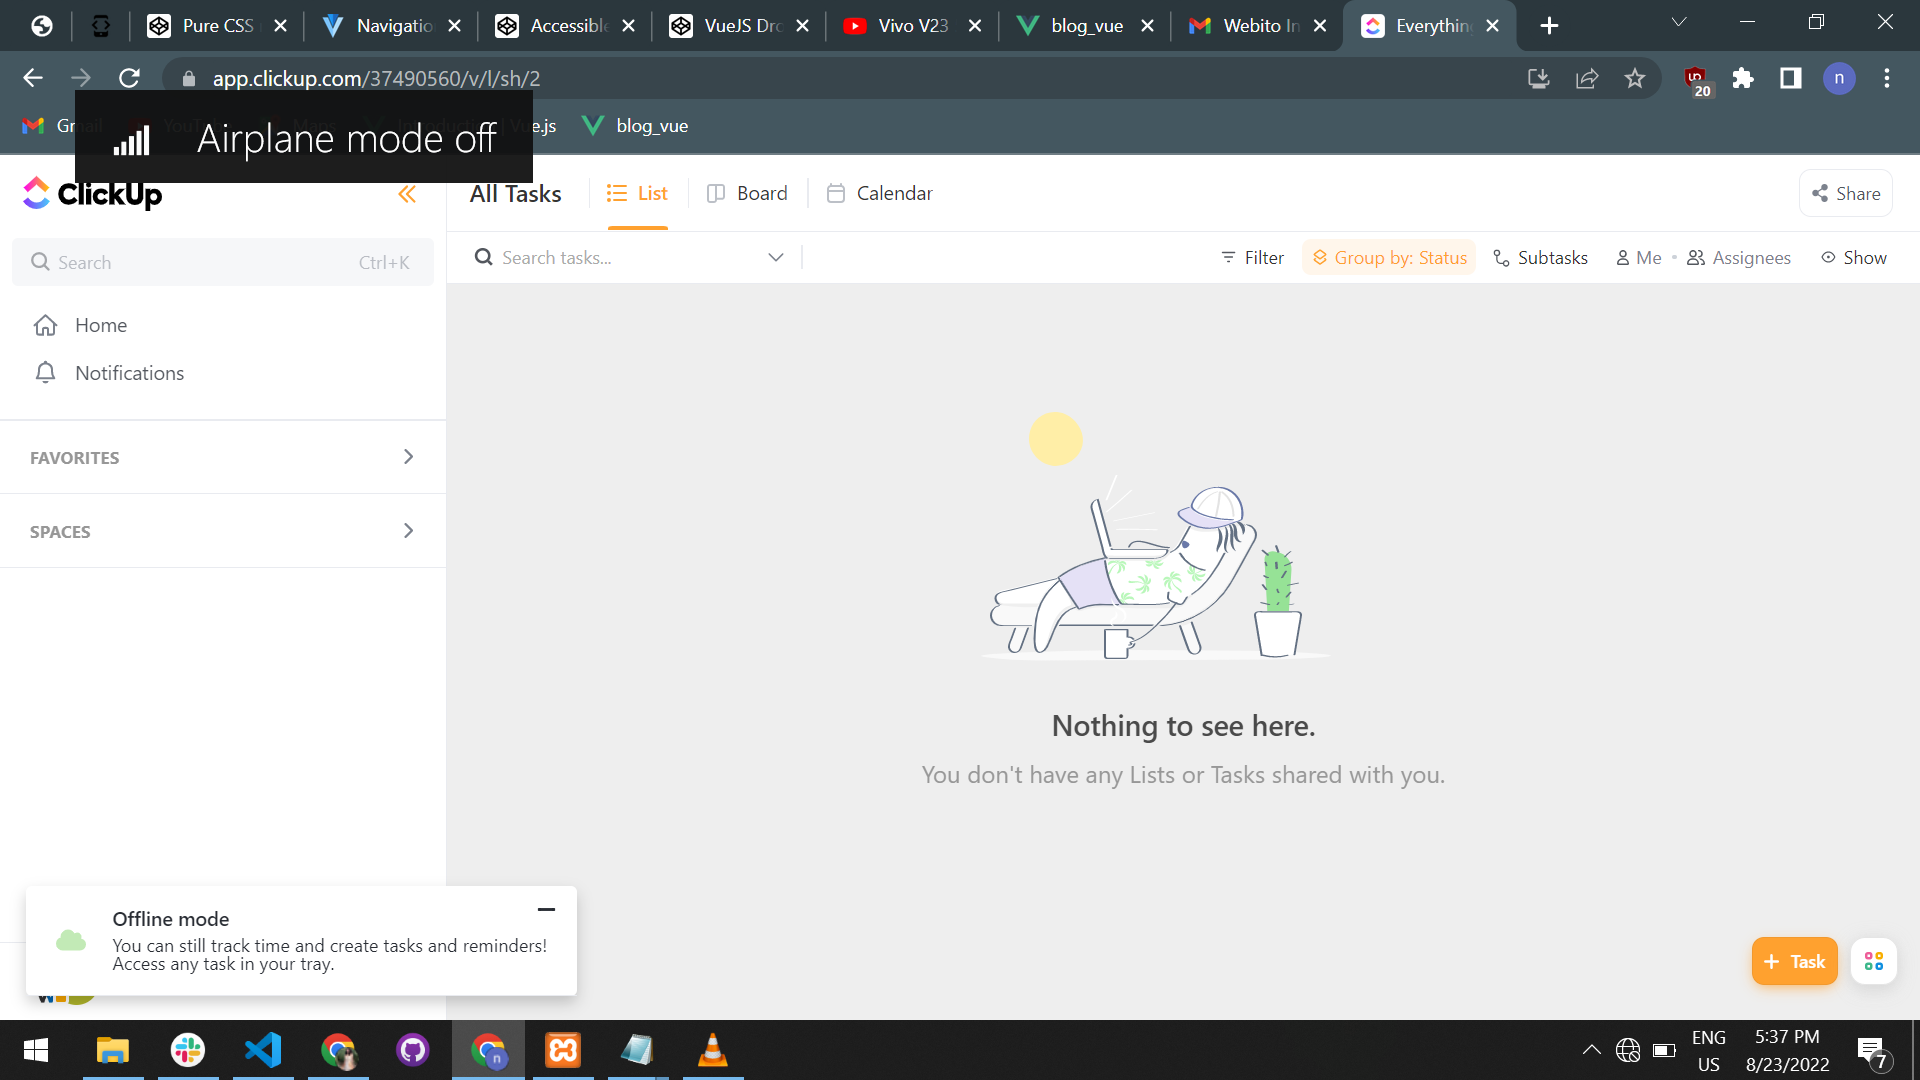 Pure CSS
Navigatio
Accessible
VueJS Dro
Vivo V23
blog_vue
Webito In
Everything
app.clickup.com/37490560/v/l/sh/2
20
n
Gmail
Vue.js
blog_vue
Airplane mode off
ClickUp
All Tasks
List
Board
Calendar
Share
Search
Ctrl+K
Search tasks...
Filter
Group by: Status
Subtasks
Me
Assignees
Show
Home
Notifications
FAVORITES
SPACES
Nothing to see here.
You don't have any Lists or Tasks shared with you.
Offline mode
You can still track time and create tasks and reminders!
Access any task in your tray.
+ Task
n
ENG
US
5:37 PM
8/23/2022
7